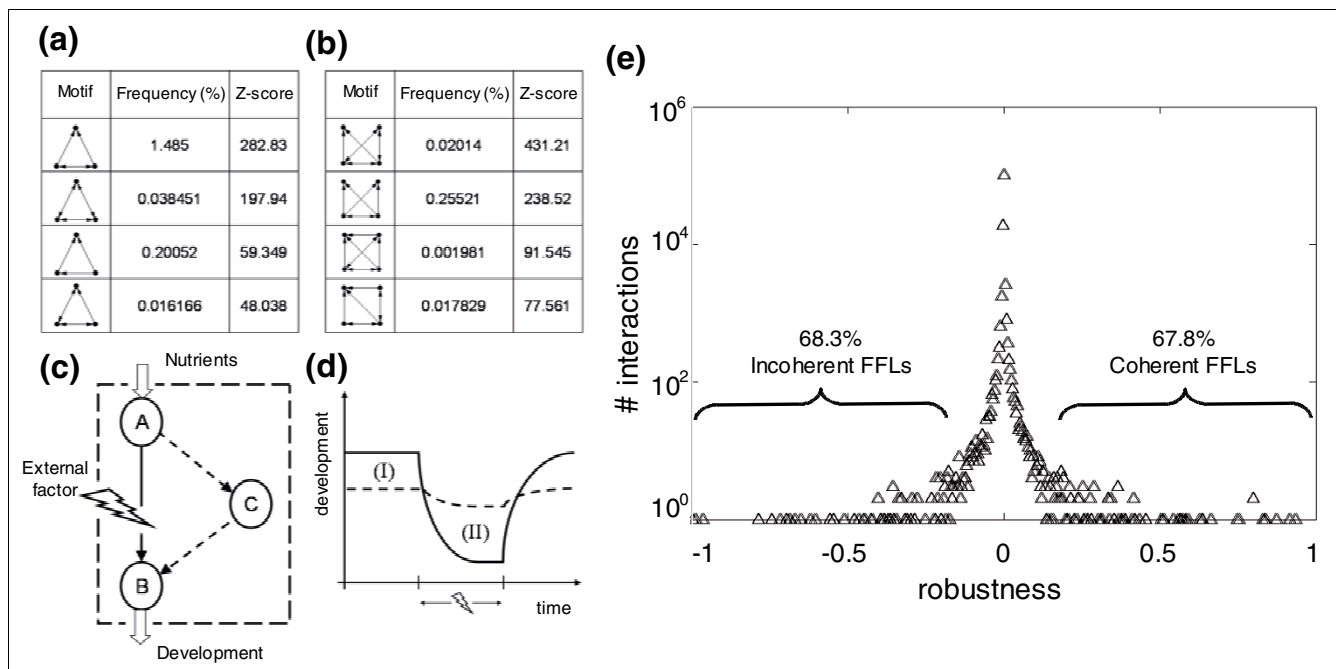 (a)
Motif Frequency (%) Z-score
1.485 282.83
0.038451 197.94
0.20052 59.349
0.016166 48.038
(b)
Motif Frequency (%) Z-score
0.02014 431.21
0.25521 238.52
0.001981 91.545
0.017829 77.561
(c)
Nutrients
A
External
factor
C
B
Development
(d)
development
(I)
(II)
time
(e)
# interactions
10^6
10^4
10^2
10^0
68.3%
Incoherent FFLs
67.8%
Coherent FFLs
-1 -0.5 0 0.5 1
robustness